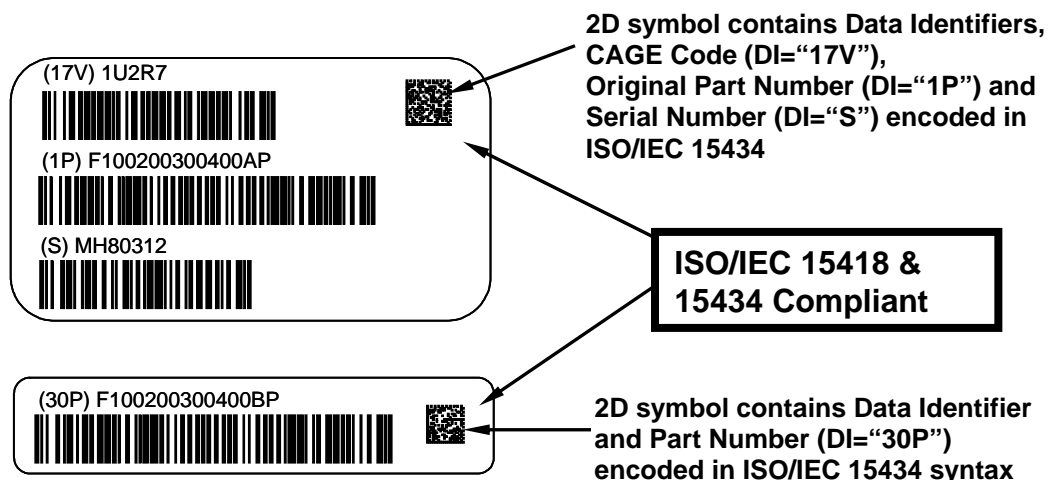 2D symbol contains Data Identifiers,
CAGE Code (DI=“17V”),
Original Part Number (DI=“1P”) and
Serial Number (DI=“S”) encoded in
ISO/IEC 15434
(17V) 1U2R7
(1P) F100200300400AP
(S) MH80312
ISO/IEC 15418 &
15434 Compliant
(30P) F100200300400BP
2D symbol contains Data Identifier
and Part Number (DI=“30P”)
encoded in ISO/IEC 15434 syntax